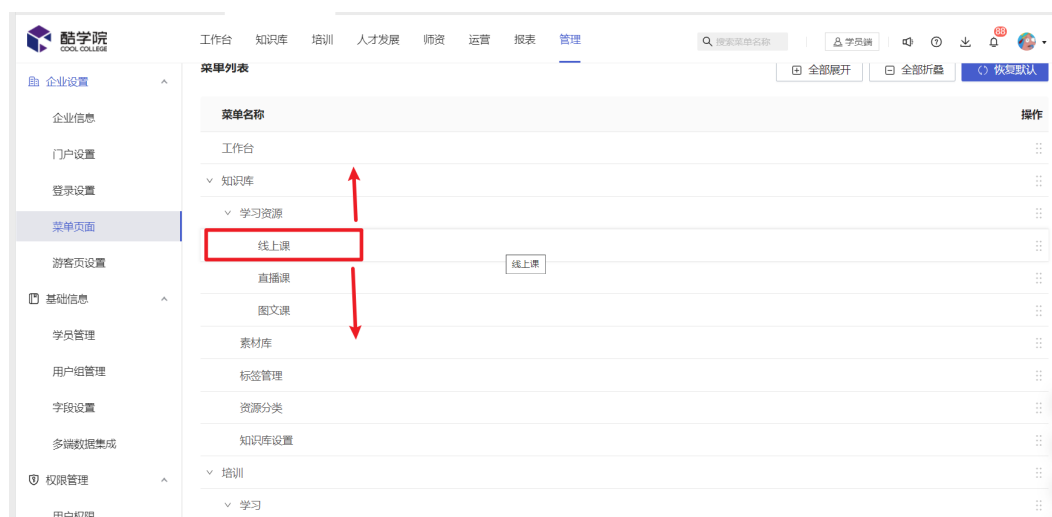 酷学院
COOL COLLEGE
工作台 知识库 培训 人才发展 师资 运营 报表 管理
搜索菜单名称
学员端
88
企业设置
企业信息
门户设置
登录设置
菜单页面
游客页设置
基础信息
学员管理
用户组管理
字段设置
多端数据集成
权限管理
用户权限
菜单列表
全部展开 全部折叠 恢复默认
菜单名称 操作
工作台
知识库
学习资源
线上课
线上课
直播课
图文课
素材库
标签管理
资源分类
知识库设置
培训
学习